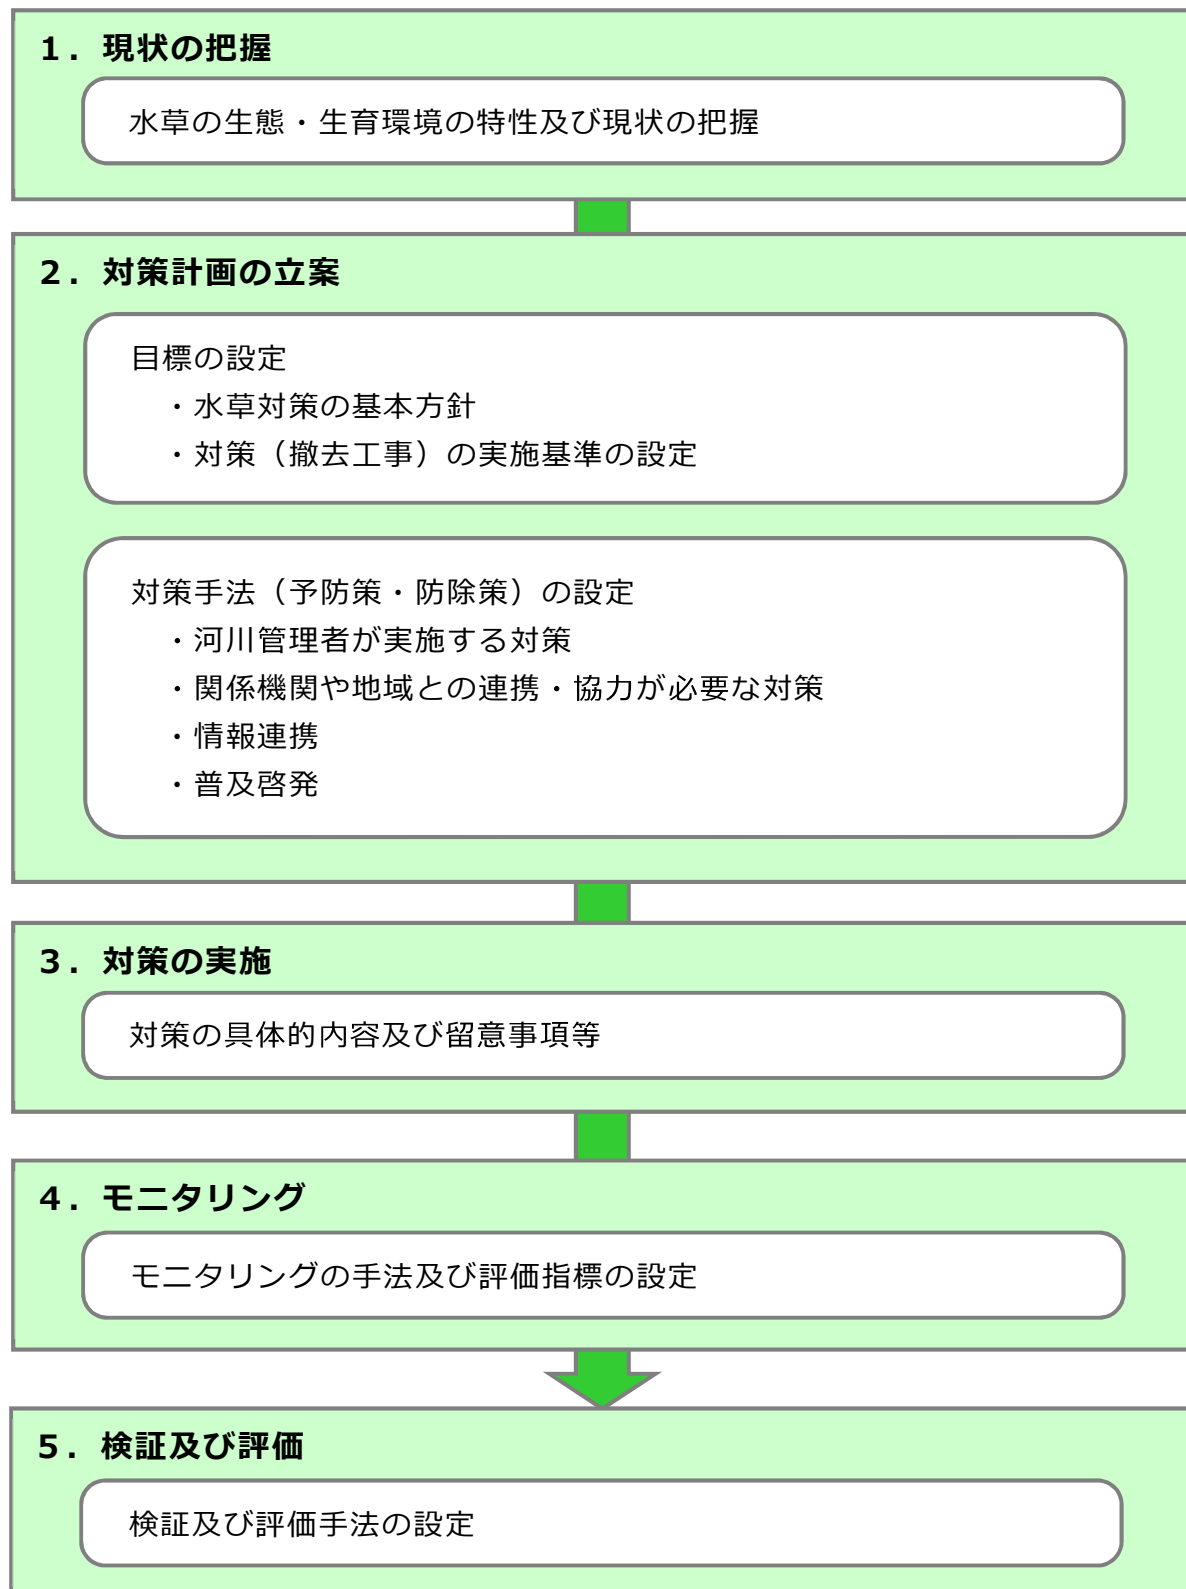 １．現状の把握
水草の生態・生育環境の特性及び現状の把握
２．対策計画の立案
目標の設定
・水草対策の基本方針
・対策（撤去工事）の実施基準の設定
対策手法（予防策・防除策）の設定
・河川管理者が実施する対策
・関係機関や地域との連携・協力が必要な対策
・情報連携
・普及啓発
３．対策の実施
対策の具体的内容及び留意事項等
４．モニタリング
モニタリングの手法及び評価指標の設定
５．検証及び評価
検証及び評価手法の設定